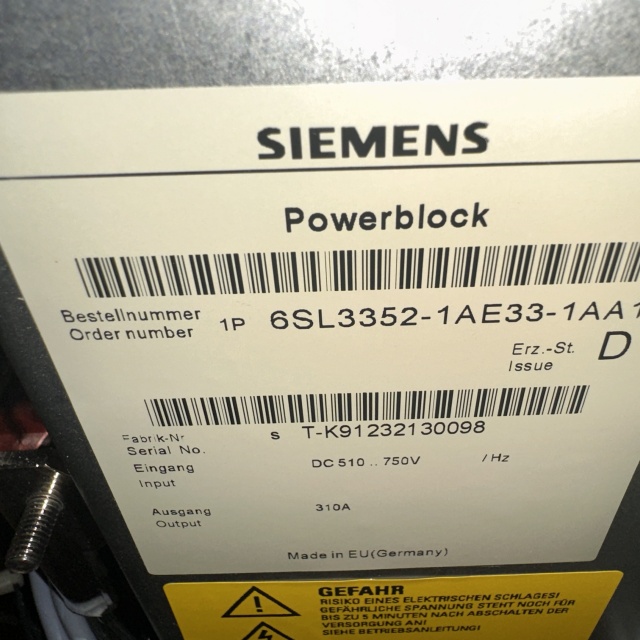 SIEMENS
Powerblock
Bestellnummer
Order number 1P 6SL3352-1AE33-1AA1
Erz.-St. D
Issue
Fabrik-Nr
Serial No. S T-K91232130098
Eingang DC 510 .. 750V / Hz
Input
Ausgang 310A
Output
Made in EU(Germany)
GEFAHR
RISIKO EINES ELEKTRISCHEN SCHLAGES!
GEFÄHRLICHE SPANNUNG STEHT NOCH FÜR
BIS ZU 5 MINUTEN NACH ABSCHALTEN DER
VERSORGUNG AN!
SIEHE BETRIEBSANLEITUNG!